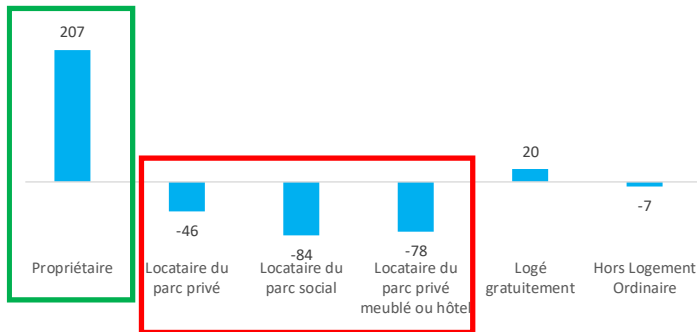 207
20
-46
-84
-78
-7
Propriétaire
Locataire du
parc privé
Locataire du
parc social
Locataire du
parc privé
meublé ou hôtel
Logé
gratuitement
Hors Logement
Ordinaire